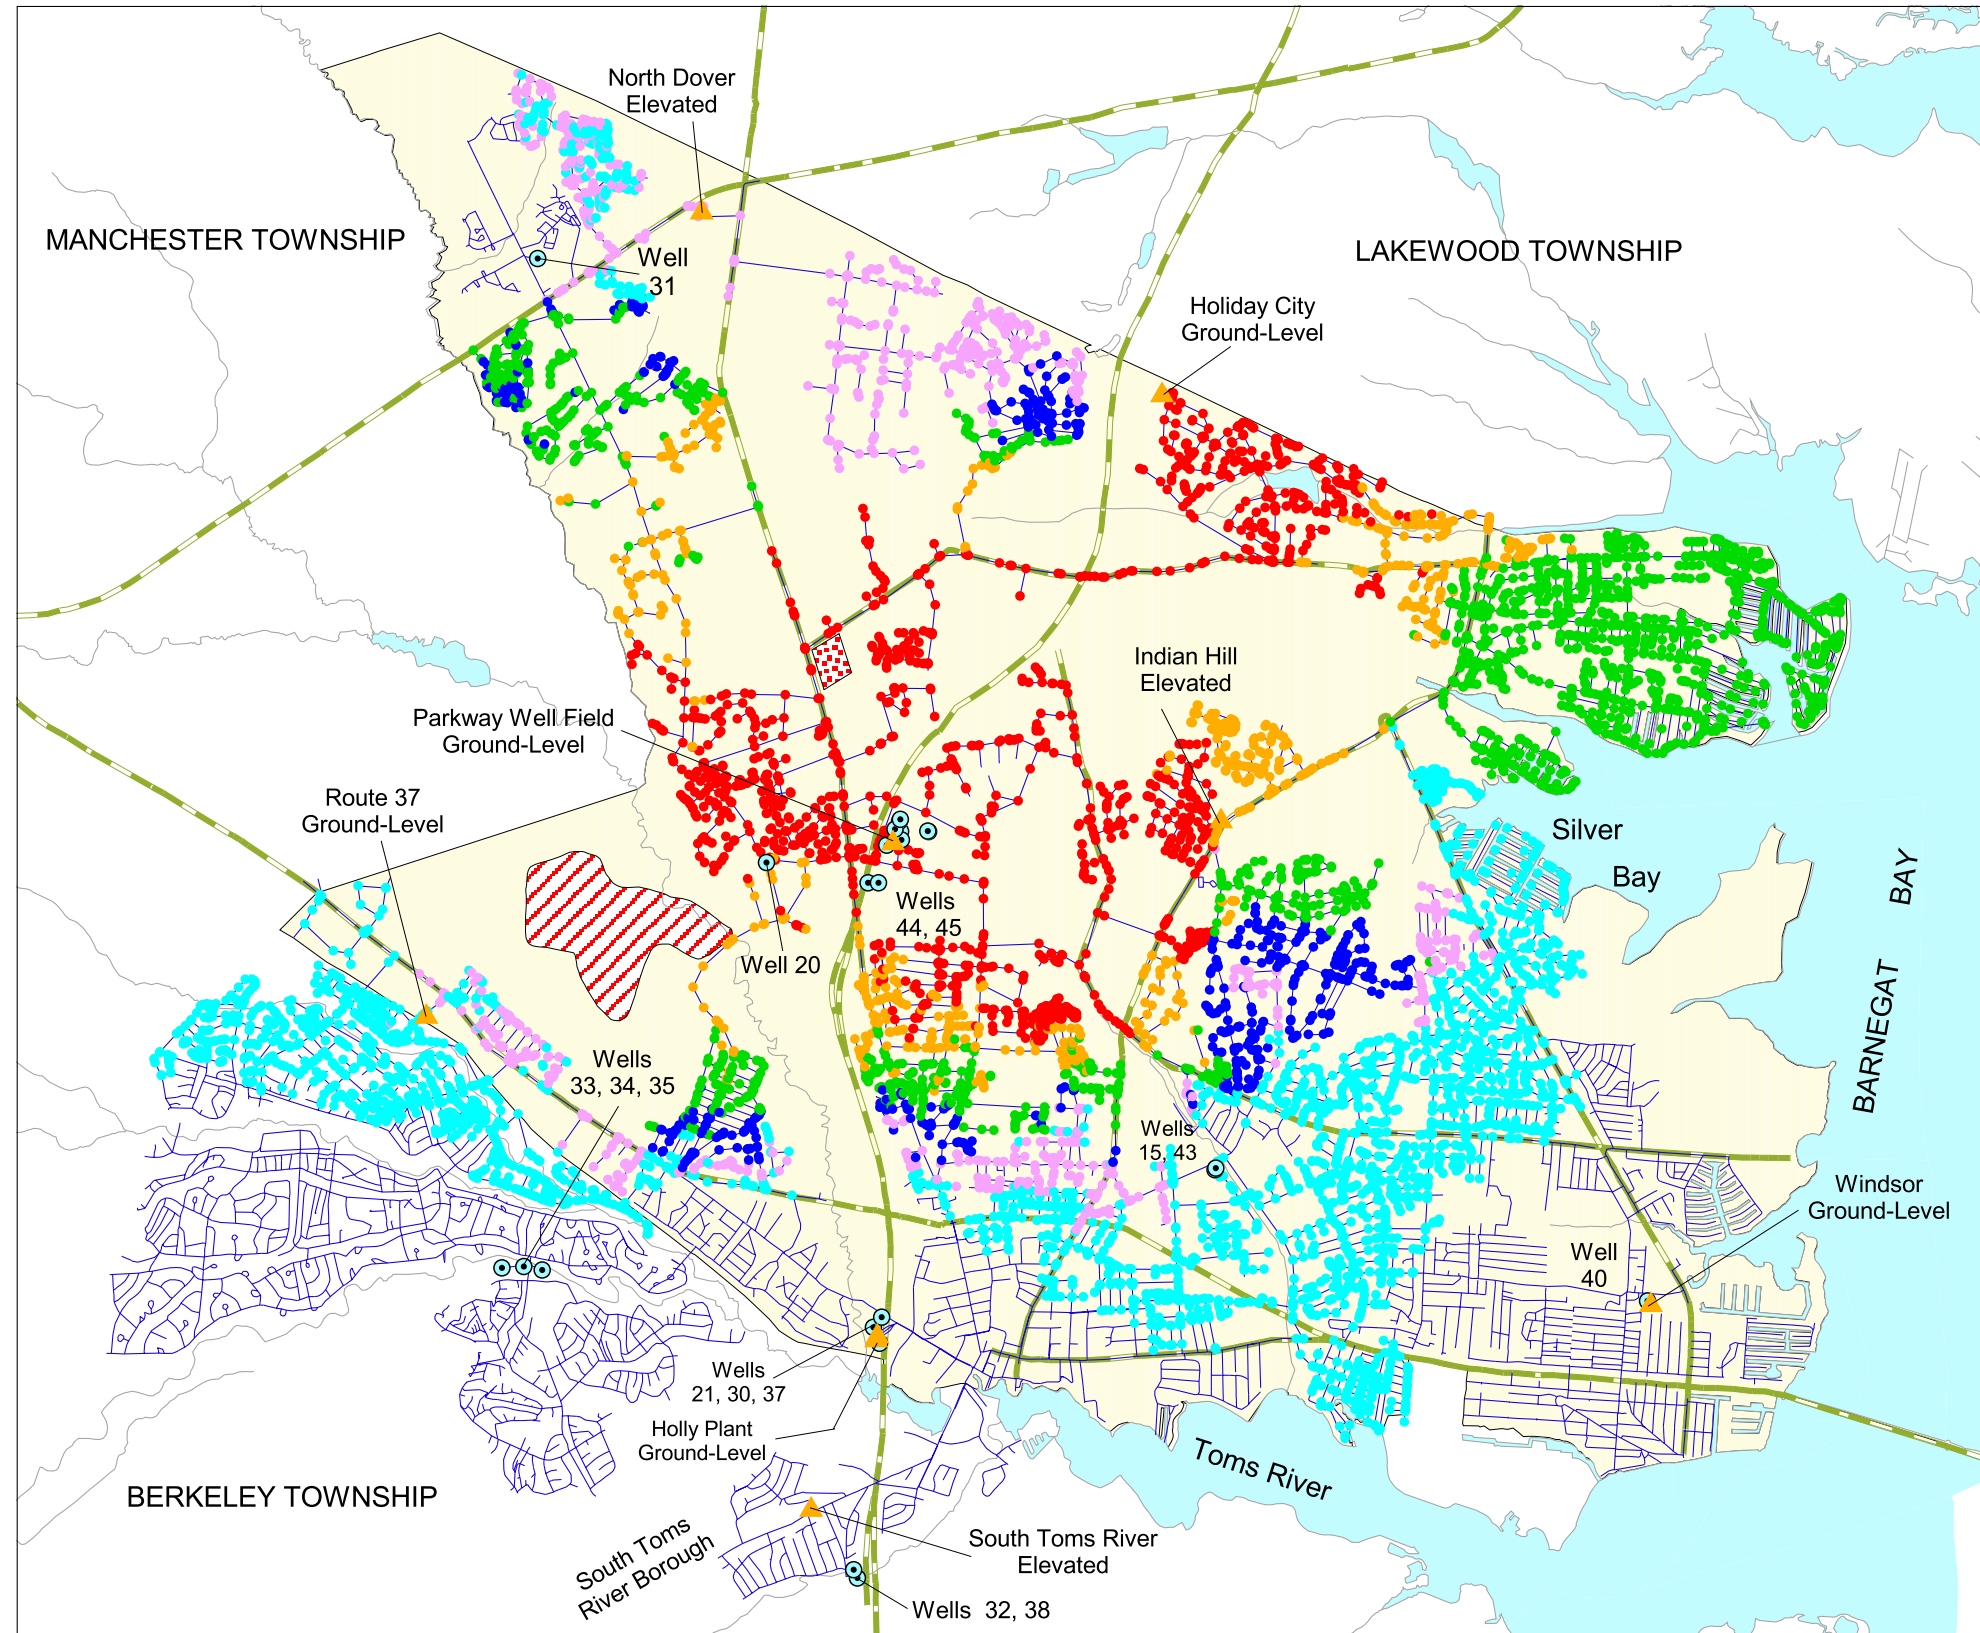 North Dover
Elevated
MANCHESTER TOWNSHIP
Well
31
LAKEWOOD TOWNSHIP
Holiday City
Ground-Level
Indian Hill
Elevated
Parkway Well Field
Ground-Level
Route 37
Ground-Level
Silver
Bay
BARNEGAT BAY
Wells
44, 45
Well 20
Wells
33, 34, 35
Wells
15, 43
Windsor
Ground-Level
Well
40
Wells
21, 30, 37
Holly Plant
Ground-Level
Toms River
BERKELEY TOWNSHIP
South Toms
River Borough
South Toms River
Elevated
Wells 32, 38